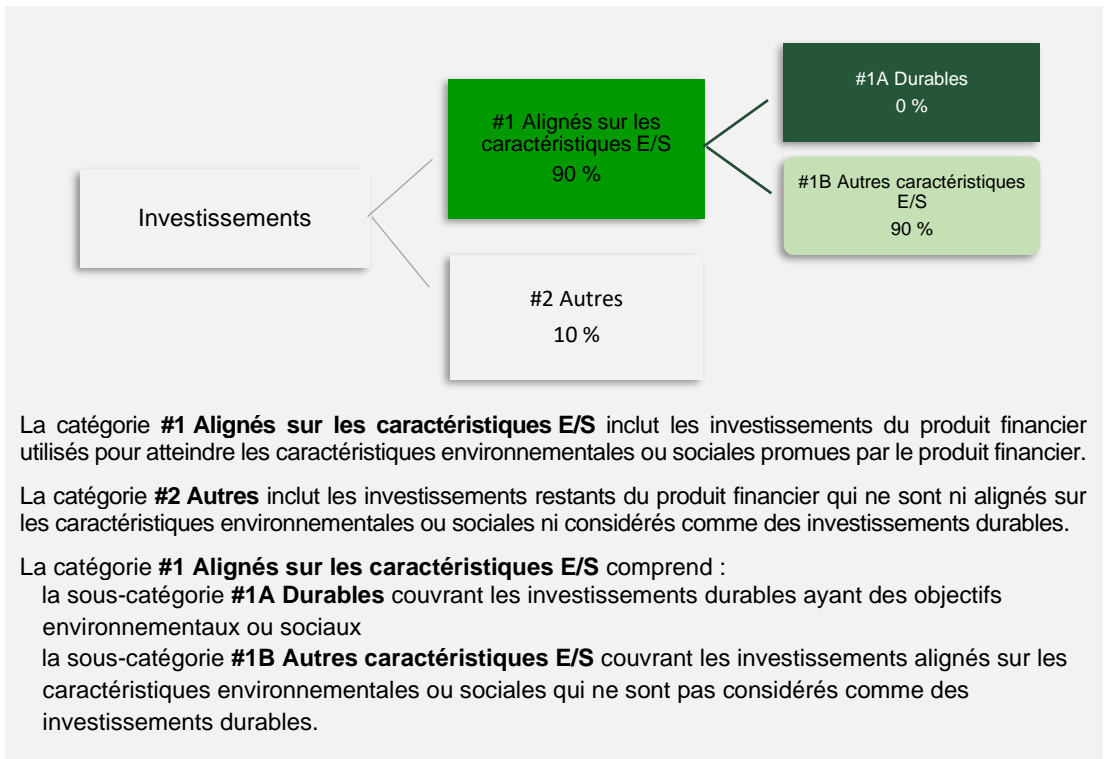 #1A Durables
0 %
#1 Alignés sur les
caractéristiques E/S
90 %
#1B Autres caractéristiques
E/S
90 %
Investissements
#2 Autres
10 %
La catégorie #1 Alignés sur les caractéristiques E/S inclut les investissements du produit financier
utilisés pour atteindre les caractéristiques environnementales ou sociales promues par le produit financier.
La catégorie #2 Autres inclut les investissements restants du produit financier qui ne sont ni alignés sur
les caractéristiques environnementales ou sociales ni considérés comme des investissements durables.
La catégorie #1 Alignés sur les caractéristiques E/S comprend :
la sous-catégorie #1A Durables couvrant les investissements durables ayant des objectifs
environnementaux ou sociaux
la sous-catégorie #1B Autres caractéristiques E/S couvrant les investissements alignés sur les
caractéristiques environnementales ou sociales qui ne sont pas considérés comme des
investissements durables.